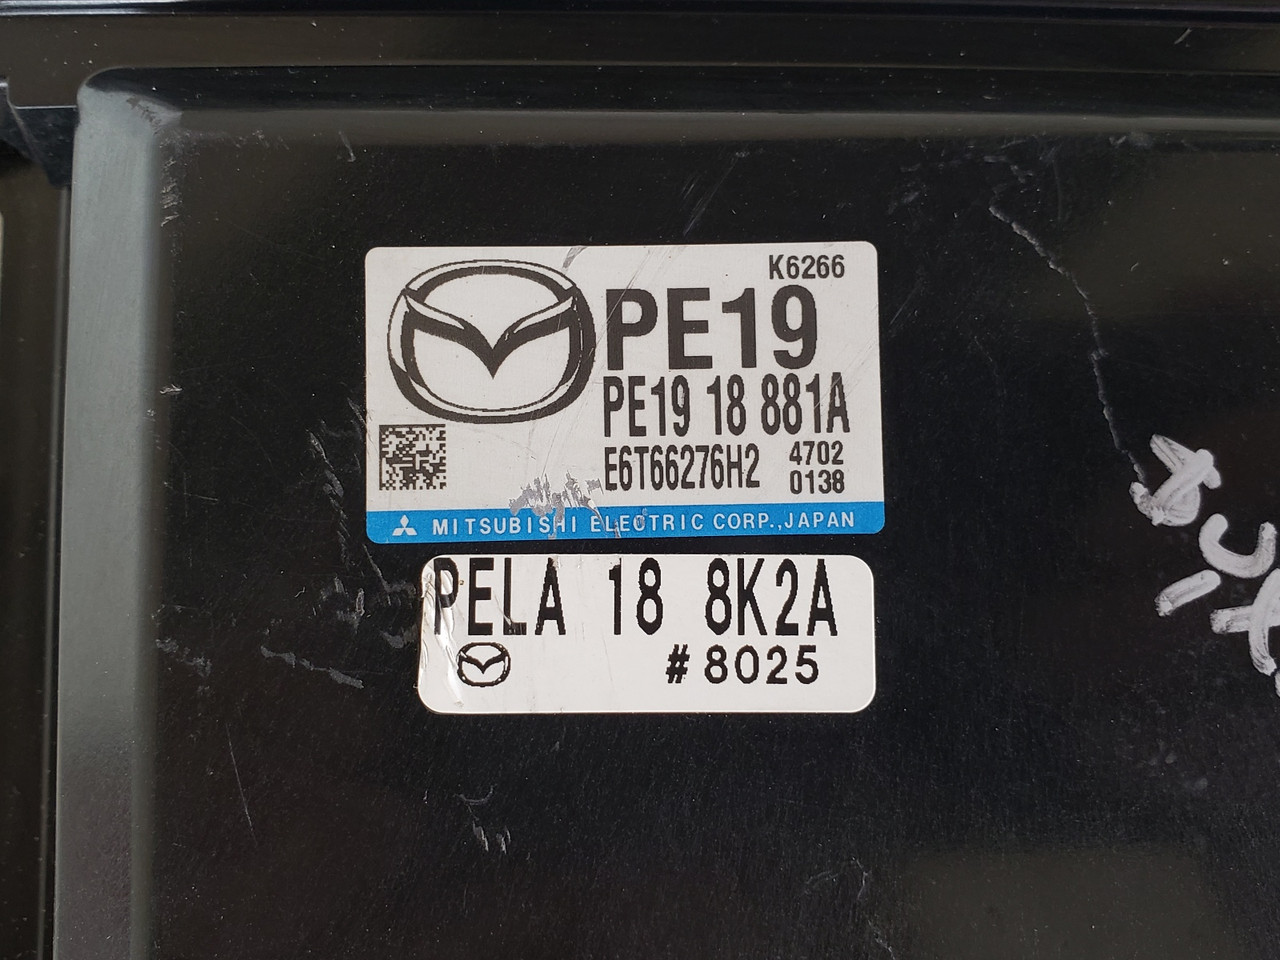 K6266
PE19
PE19 18 881A
E6T66276H2 4702
0138
MITSUBISHI ELECTRIC CORP.,JAPAN
PELA 18 8K2A
#8025